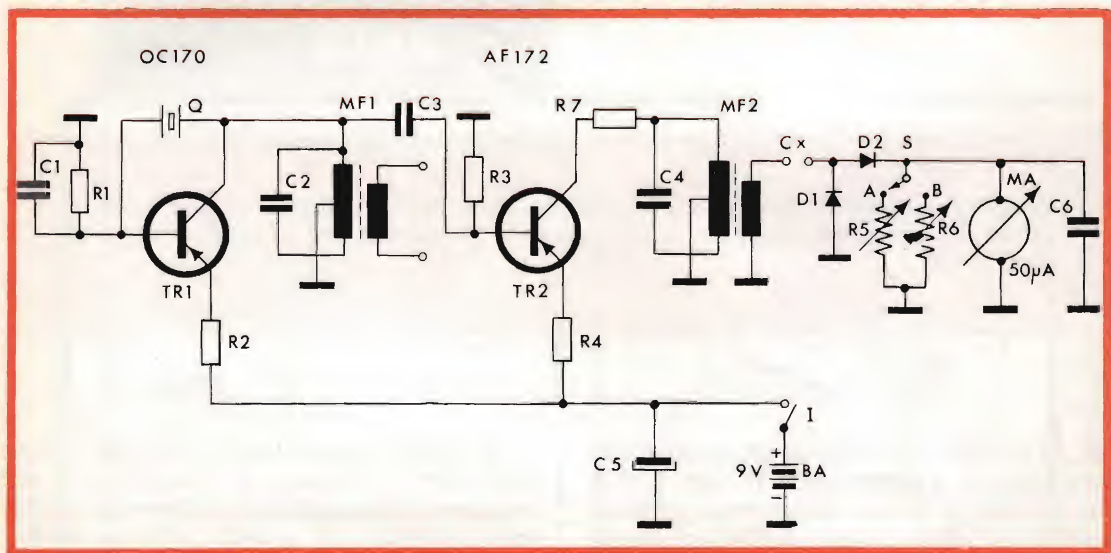 OC170
AF172
Q
MF1
C3
R7
MF2
Cx
D2
S
C1
R1
C2
R3
C4
D1
A
B
MA
C6
R5
R6
50µA
TR1
TR2
R2
R4
I
C5
9V
+
BA
-